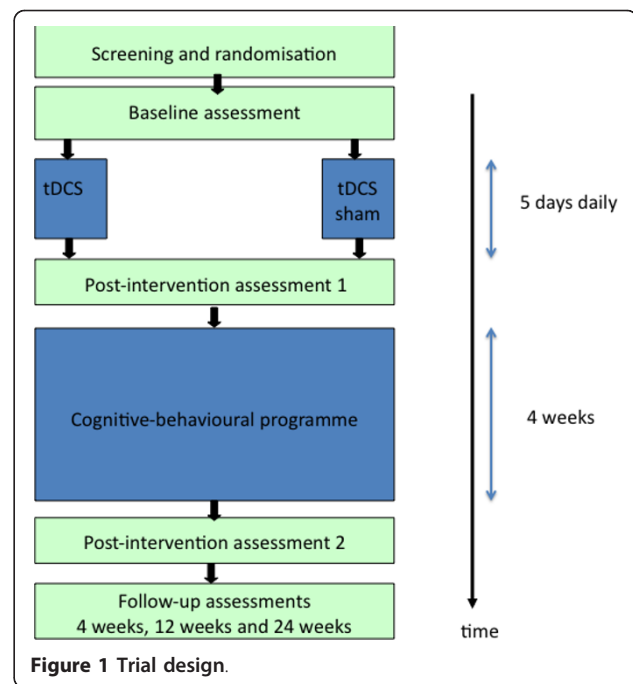 Screening and randomisation
Baseline assessment
tDCS
tDCS
sham
5 days daily
Post-intervention assessment 1
Cognitive-behavioural programme
4 weeks
Post-intervention assessment 2
Follow-up assessments
4 weeks, 12 weeks and 24 weeks
time
Figure 1 Trial design.